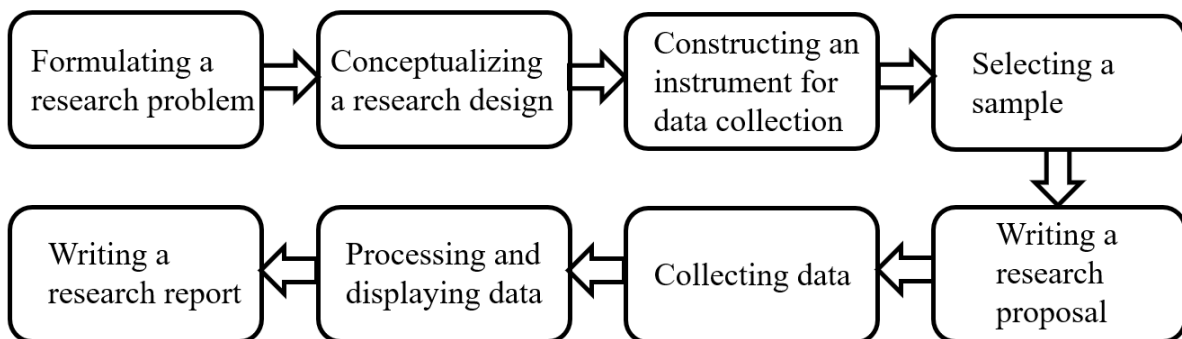 Formulating a
research problem
Conceptualizing
a research design
Constructing an
instrument for
data collection
Selecting a
sample
Writing a
research
proposal
Collecting data
Processing and
displaying data
Writing a
research report